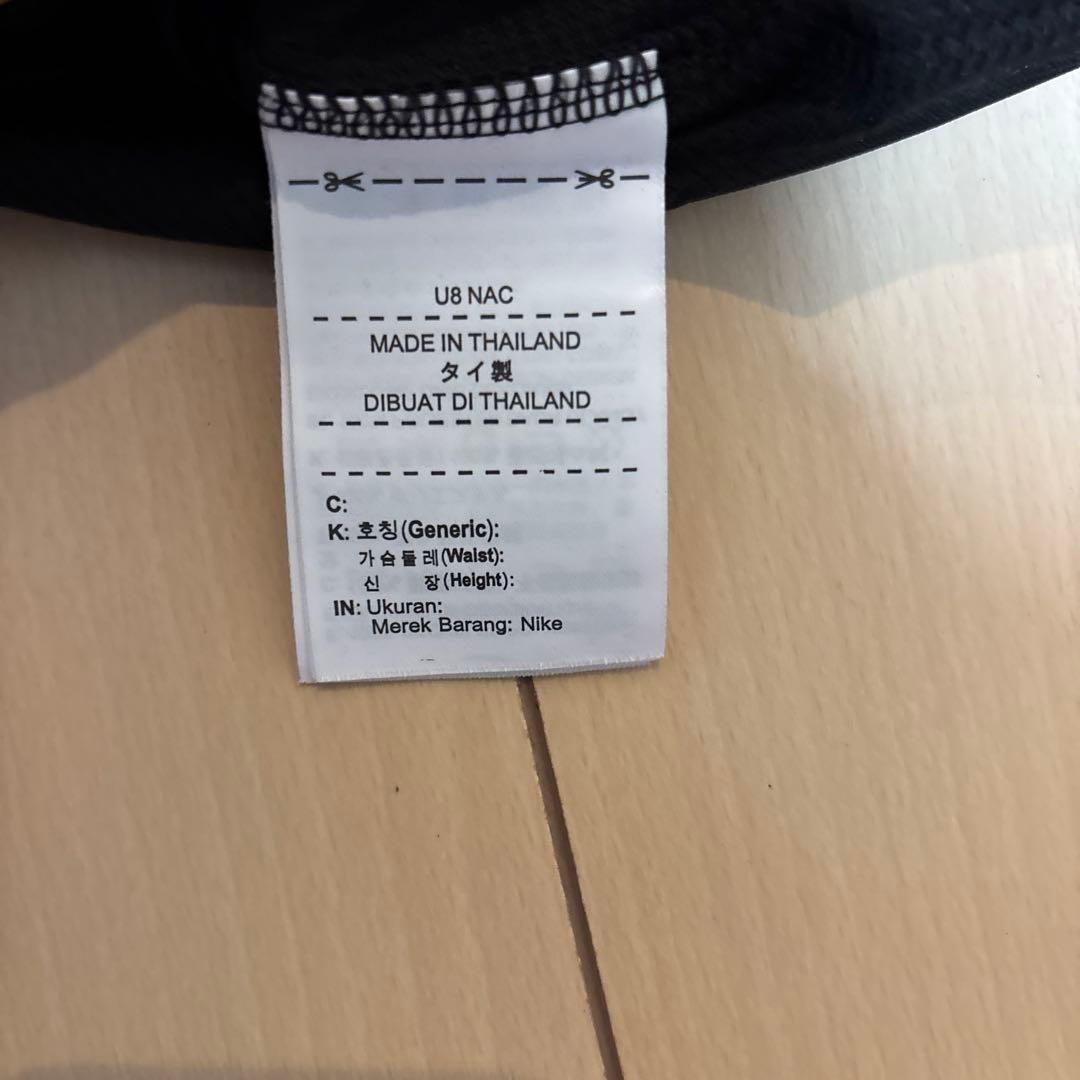 U8 NAC
MADE IN THAILAND
タイ製
DIBUAT DI THAILAND
C:
K: 호칭(Generic):
가슴둘레(Waist):
신 장(Height):
IN: Ukuran:
Merek Barang: Nike